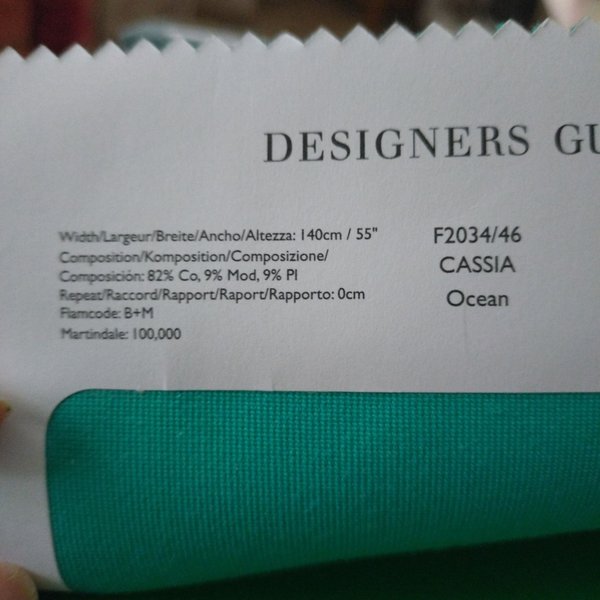 DESIGNERS GU
Width/Largeur/Breite/Ancho/Altezza: 140cm / 55"
Composition/Komposition/Composizione/
Composición: 82% Co, 9% Mod, 9% Pl
Repeat/Raccord/Rapport/Raport/Rapporto: 0cm
Flamcode: B+M
Martindale: 100,000
F2034/46
CASSIA
Ocean